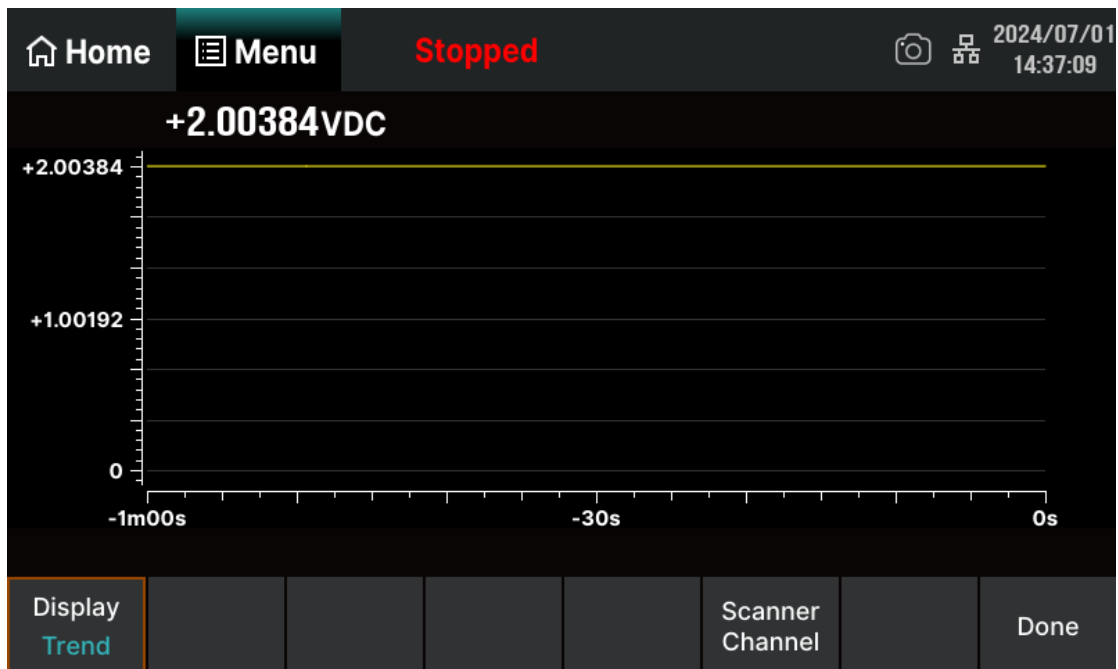 Home Menu Stopped 2024/07/01
14:37:09
+2.00384VDC
+2.00384
+1.00192
0
-1m00s -30s 0s
Display
Trend
Scanner
Channel
Done